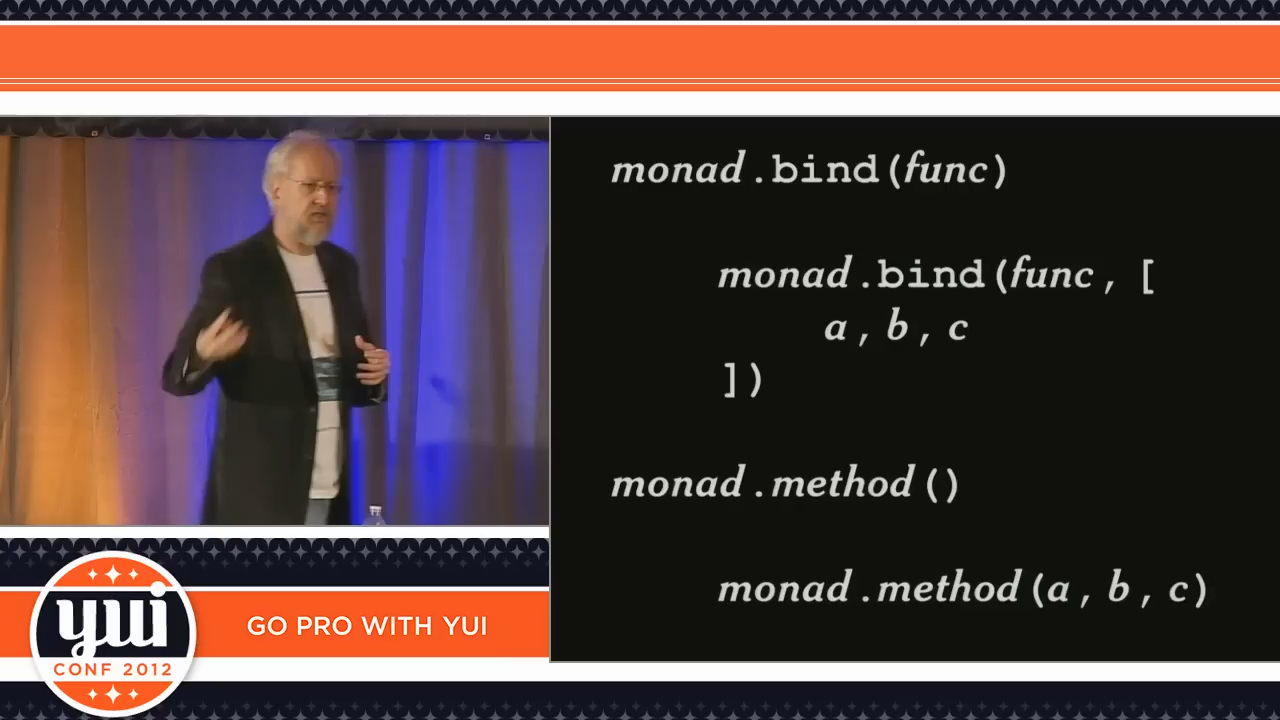 monad.bind(func)
monad.bind(func, [
a, b, c
])
monad.method()
monad.method(a, b, c)
yui
CONF 2012
GO PRO WITH YUI